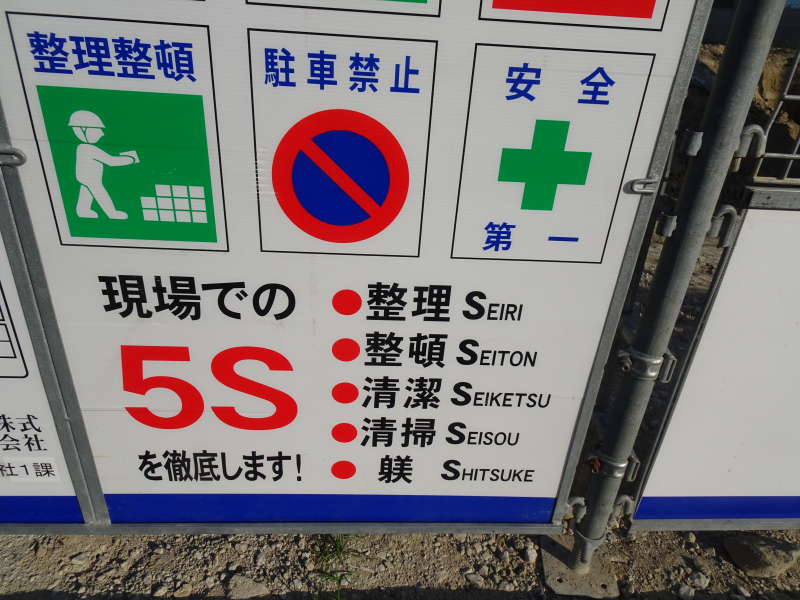 整理整頓
駐車禁止
安全
第一
現場での
5S
を徹底します!
●整理 SEIRI
●整頓 SEITON
●清潔 SEIKETSU
●清掃 SEISOU
●躾 SHITSUKE
株式
会社
社1課